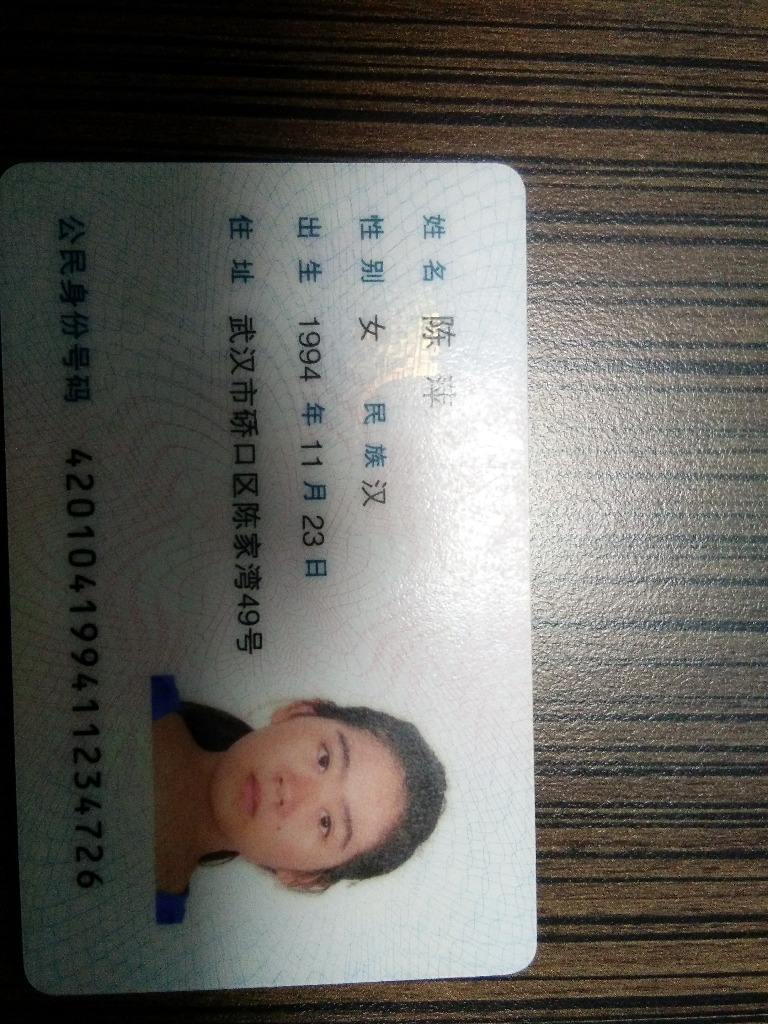 姓名 陈
性别 女 民族 汉
出生 1994 年 11 月 23 日
住址 武汉市硚口区陈家湾49号
公民身份号码 420104199411234726